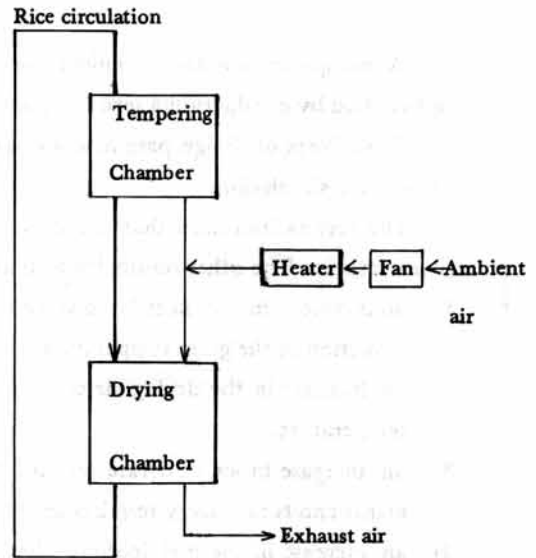 Rice circulation
Tempering
Chamber
Heater
Fan
Ambient
air
Drying
Chamber
Exhaust air